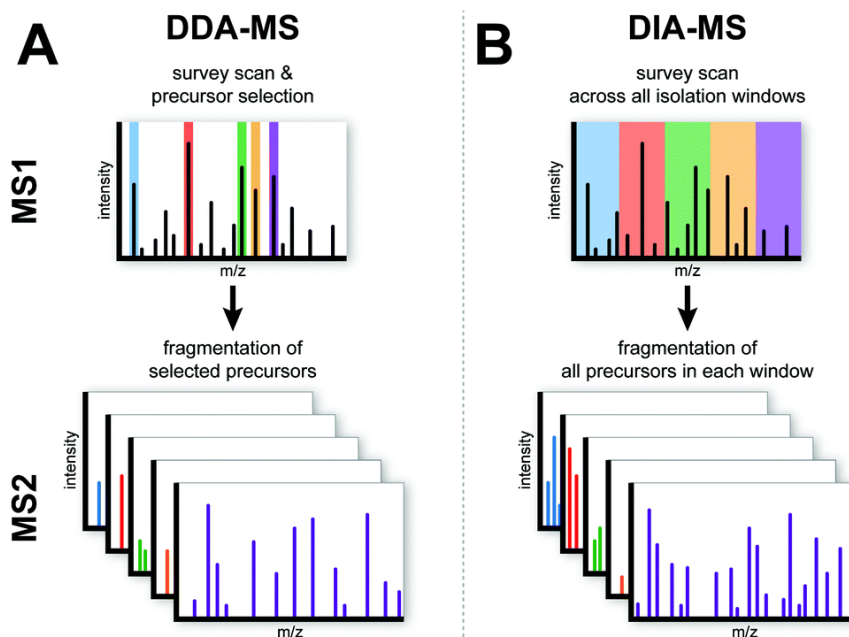 A
DDA-MS
survey scan &
precursor selection
MS1
intensity
m/z
fragmentation of
selected precursors
MS2
intensity
m/z
B
DIA-MS
survey scan
across all isolation windows
intensity
m/z
fragmentation of
all precursors in each window
intensity
m/z